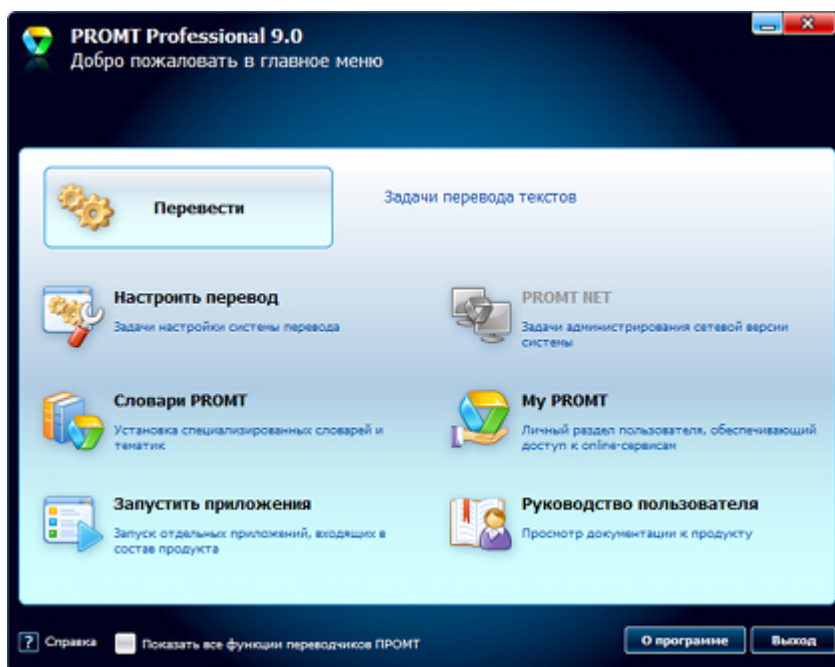 PROMT Professional 9.0
Добро пожаловать в главное меню
Перевести
Задачи перевода текстов
Настроить перевод
Задачи настройки системы перевода
PROMT NET
Задачи администрирования сетевой версии
системы
Словари PROMT
Установка специализированных словарей и
тематик
My PROMT
Личный раздел пользователя, обеспечивающий
доступ к online-сервисам
Запустить приложения
Запуск отдельных приложений, входящих в
состав продукта
Руководство пользователя
Просмотр документации к продукту
? Справка
Показать все функции переводчиков ПРОМТ
О программе
Выход